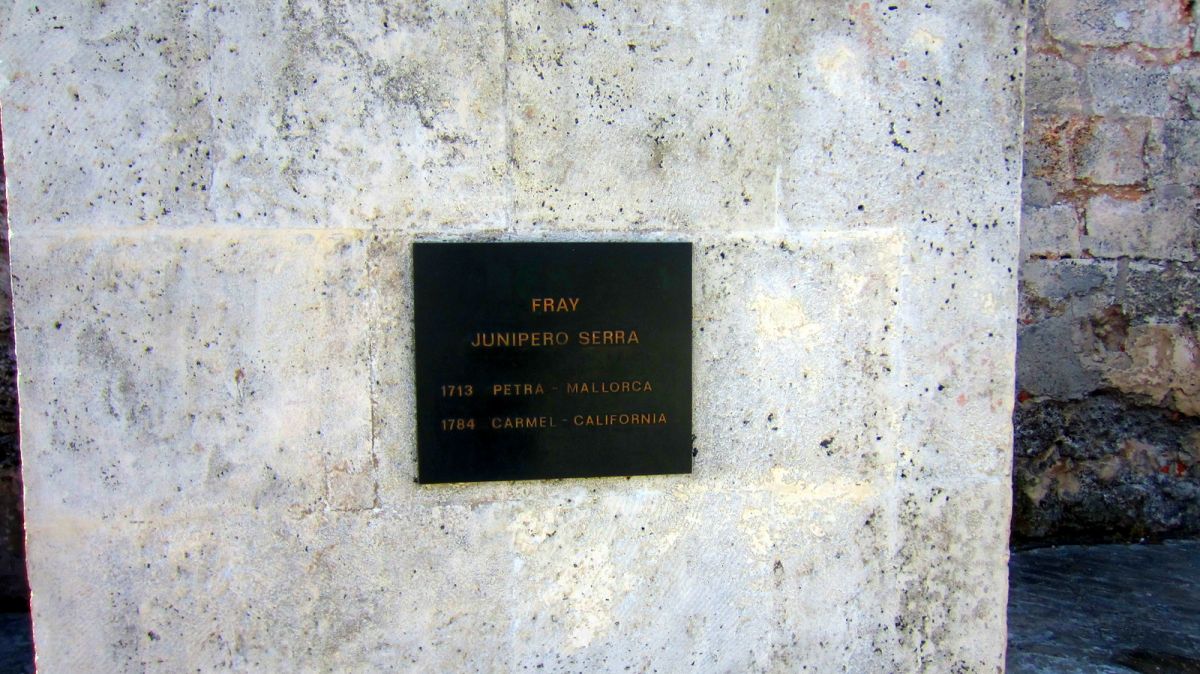 FRAY
JUNIPERO SERRA
1713 PETRA - MALLORCA
1784 CARMEL - CALIFORNIA